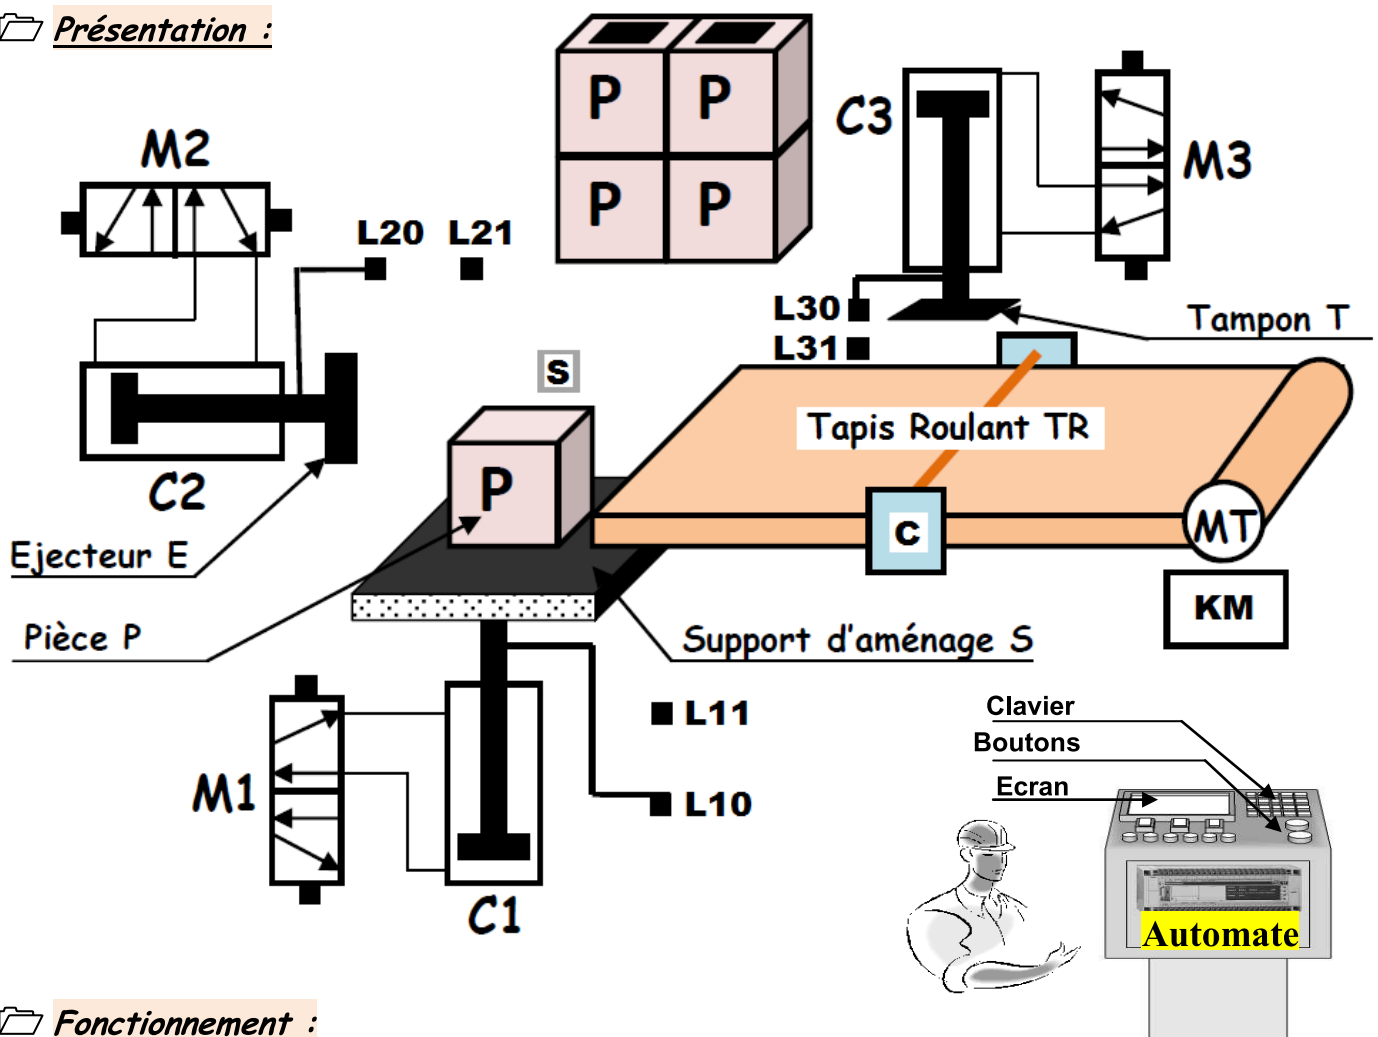 Présentation :
P P
P P
C3
M3
M2
L20 L21
L30
L31
Tampon T
S
Tapis Roulant TR
P
C2
C
MT
Ejecteur E
KM
Pièce P
Support d'aménage S
L11
M1
L10
C1
Clavier
Boutons
Ecran
Automate
Fonctionnement :